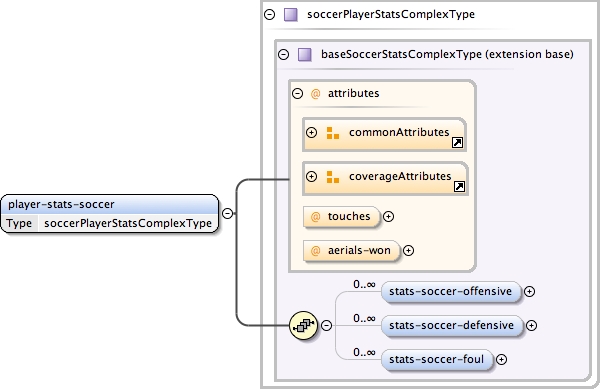 soccerPlayerStatsComplexType
baseSoccerStatsComplexType (extension base)
@ attributes
commonAttributes
coverageAttributes
@ touches
@ aerials-won
player-stats-soccer
Type soccerPlayerStatsComplexType
0..∞ stats-soccer-offensive
0..∞ stats-soccer-defensive
0..∞ stats-soccer-foul